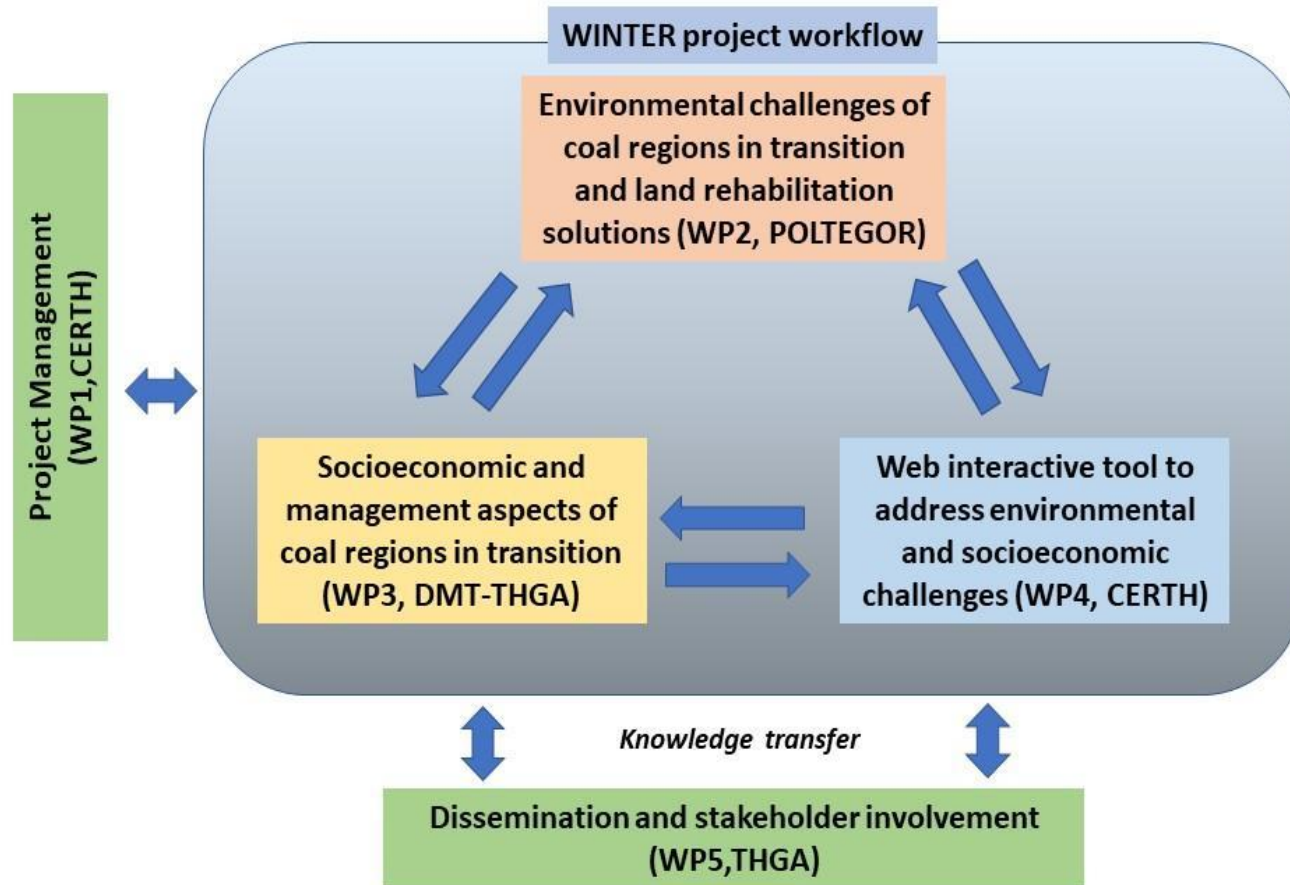 WINTER project workflow
Environmental challenges of
coal regions in transition
and land rehabilitation
solutions (WP2, POLTEGOR)
Project Management
(WP1,CERTH)
Socioeconomic and
management aspects of
coal regions in transition
(WP3, DMT-THGA)
Web interactive tool to
address environmental
and socioeconomic
challenges (WP4, CERTH)
Knowledge transfer
Dissemination and stakeholder involvement
(WP5,THGA)